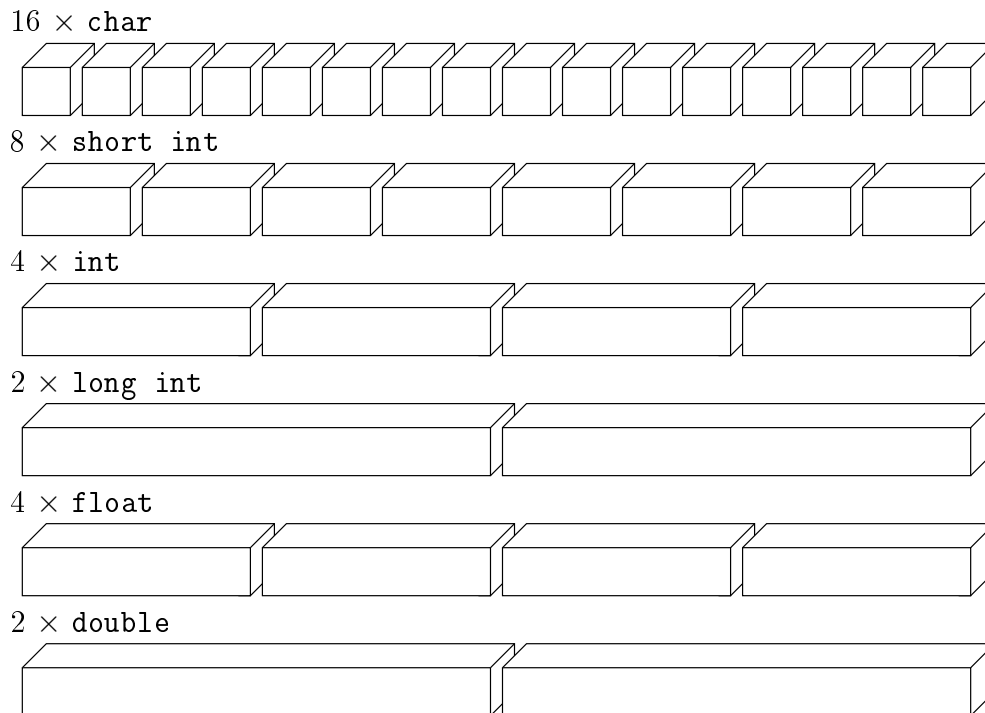 16 × char
8 × short int
4 × int
2 × long int
4 × float
2 × double